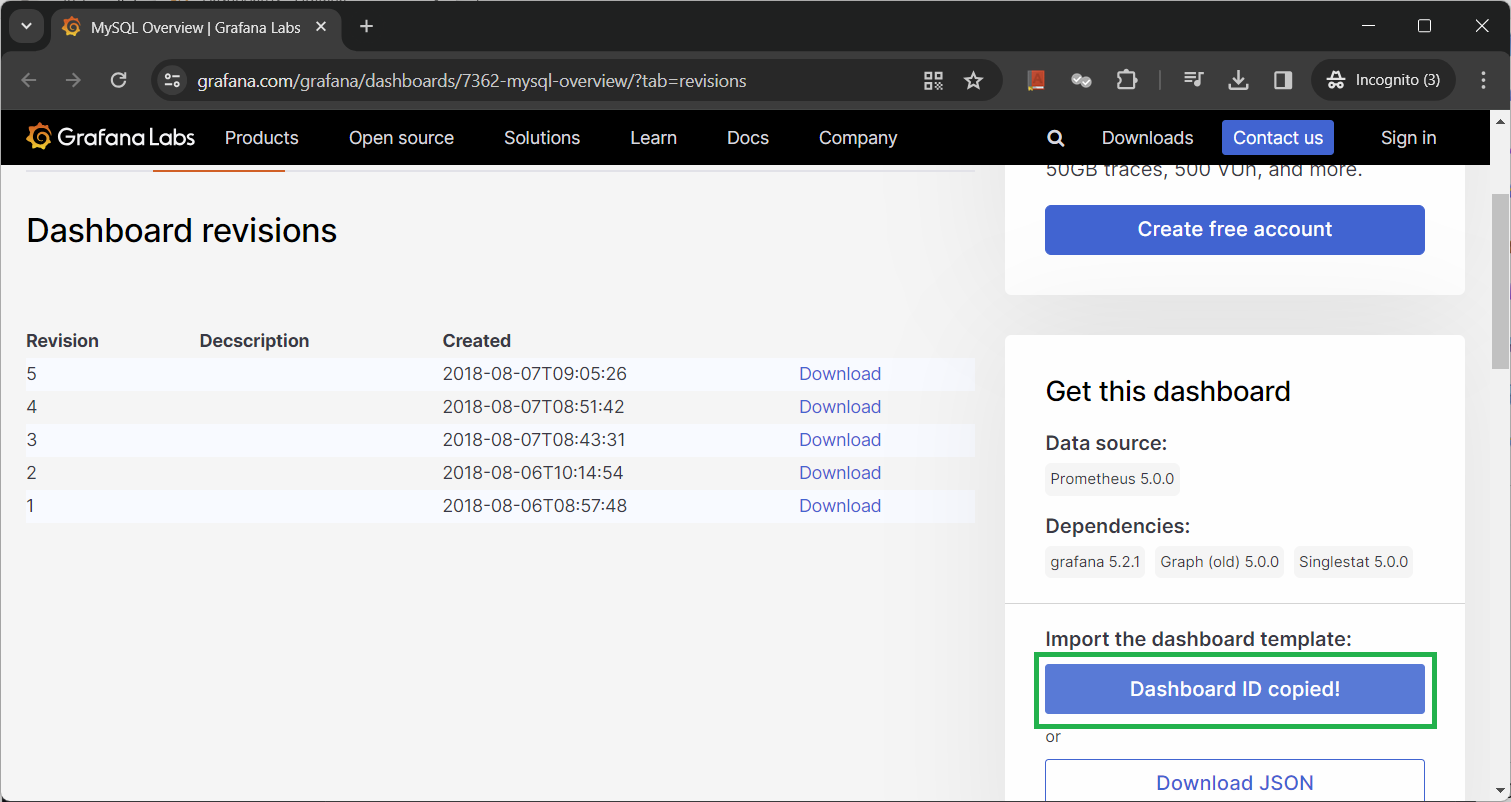 MySQL Overview | Grafana Labs
grafana.com/grafana/dashboards/7362-mysql-overview/?tab=revisions
Incognito (3)
Grafana Labs Products Open source Solutions Learn Docs Company Downloads Contact us Sign in
50GB traces, 500 VUh, and more.
Create free account
Dashboard revisions
Revision Decscription Created
5 2018-08-07T09:05:26 Download
4 2018-08-07T08:51:42 Download
3 2018-08-07T08:43:31 Download
2 2018-08-06T10:14:54 Download
1 2018-08-06T08:57:48 Download
Get this dashboard
Data source:
Prometheus 5.0.0
Dependencies:
grafana 5.2.1 Graph (old) 5.0.0 Singlestat 5.0.0
Import the dashboard template:
Dashboard ID copied!
or
Download JSON